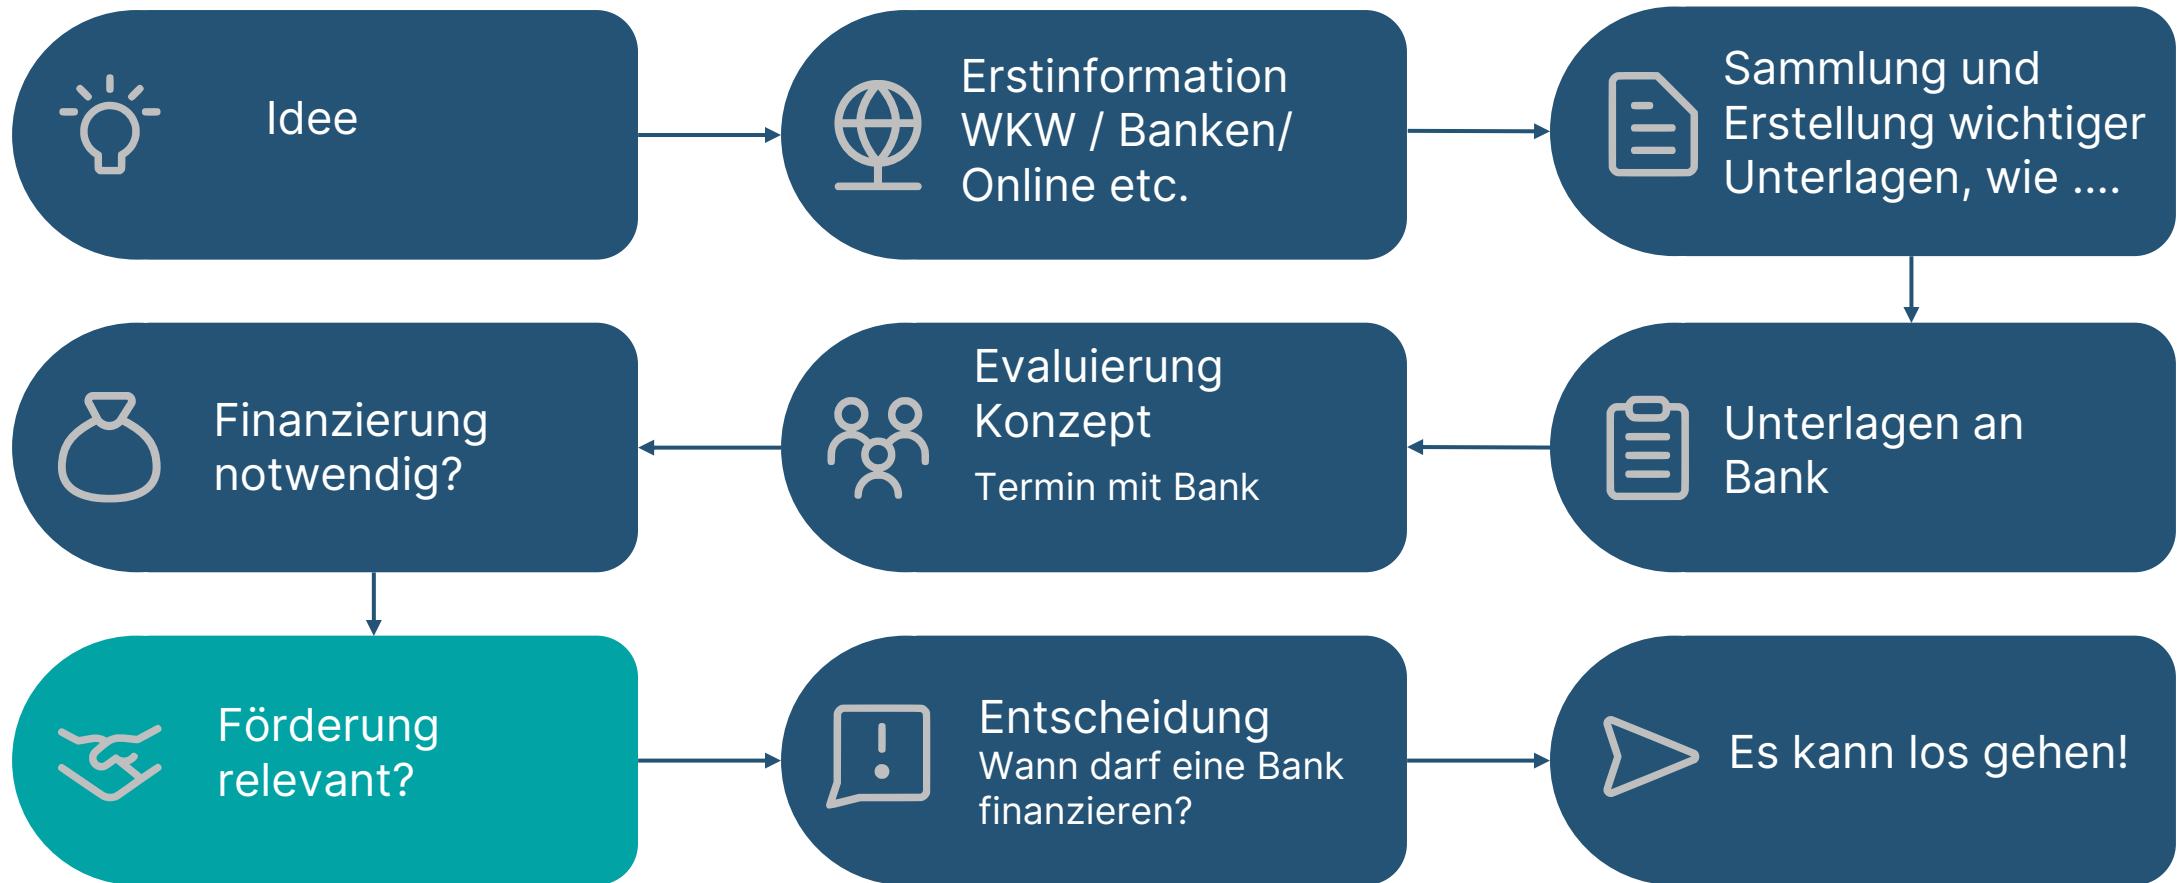 Idee
Erstinformation
WKW / Banken/
Online etc.
Sammlung und
Erstellung wichtiger
Unterlagen, wie ....
Finanzierung
notwendig?
Evaluierung
Konzept
Termin mit Bank
Unterlagen an
Bank
Förderung
relevant?
Entscheidung
Wann darf eine Bank
finanzieren?
Es kann los gehen!